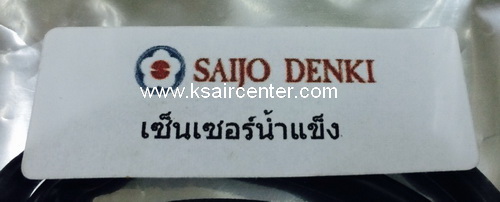 SAIJO DENKI
www.ksaircenter.com
เซ็นเซอร์น้ำแข็ง